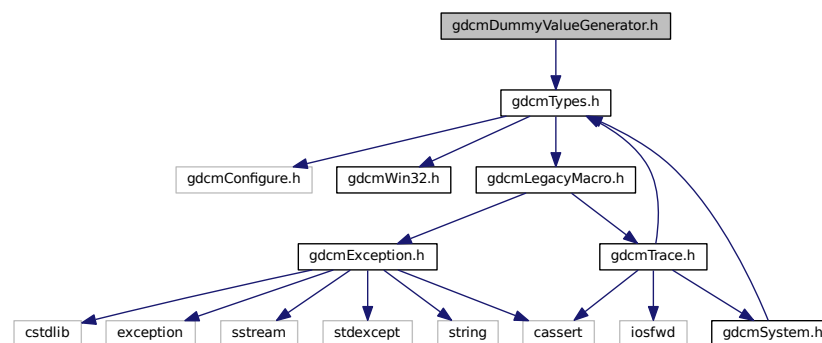 gdcmDummyValueGenerator.h
gdcmTypes.h
gdcmConfigure.h
gdcmWin32.h
gdcmLegacyMacro.h
gdcmException.h
gdcmTrace.h
cstdlib
exception
sstream
stdexcept
string
cassert
iosfwd
gdcmSystem.h